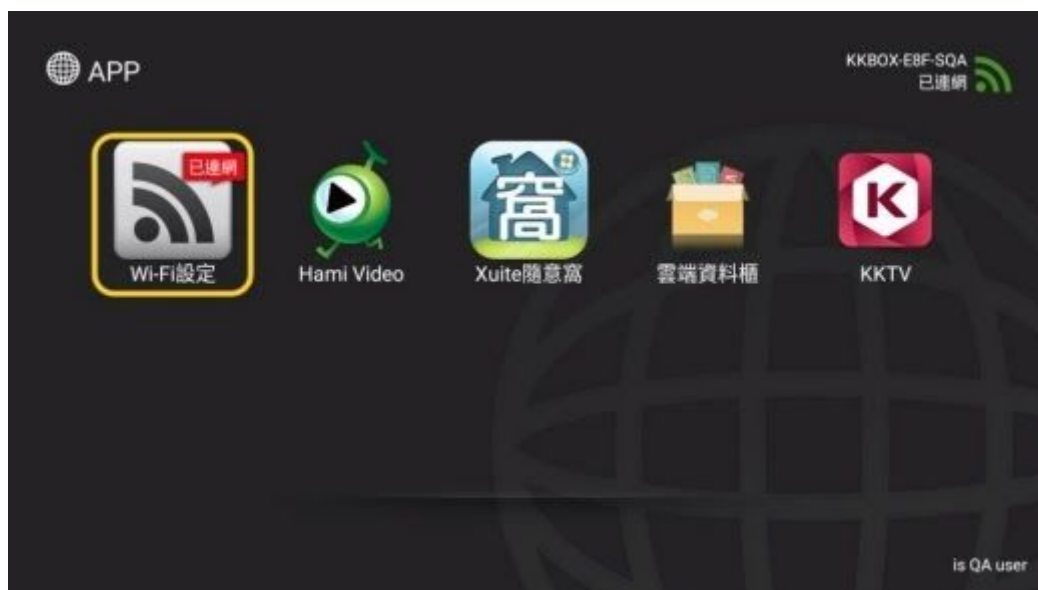 APP
KKBOX-E8F-SQA
已連網
已連網
窩
K
Wi-Fi設定
Hami Video
Xuite隨意窩
雲端資料櫃
KKTV
is QA user